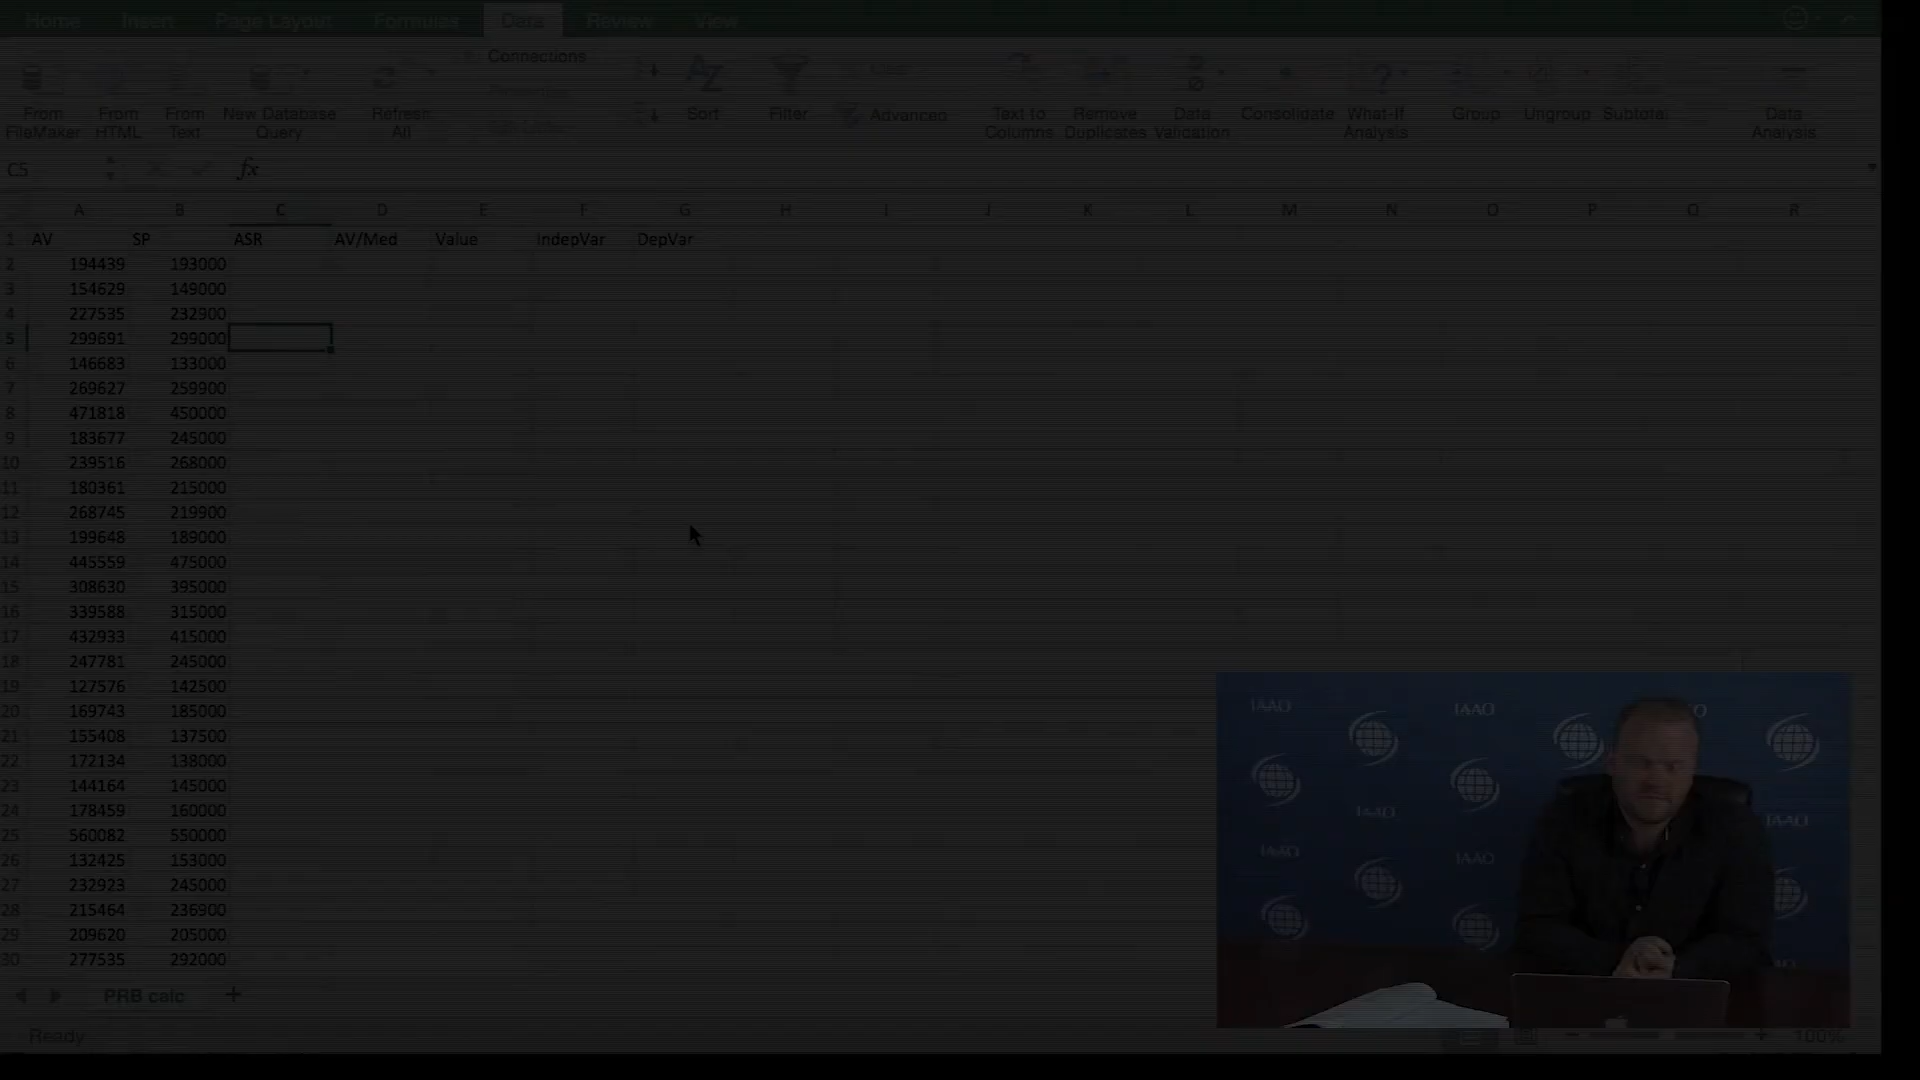 Home Insert Page Layout Formulas Data Review View
Connections
From FileMaker From HTML From Text New Database Query Refresh All Sort Filter Advanced Text to Columns Remove Duplicates Data Validation Consolidate What-If Analysis Group Ungroup Subtotal Data Analysis
C5 fx
A B C D E F G H I J K L M N O P Q R
1 AV SP ASR AV/Med Value IndepVar DepVar
2 194439 193000
3 154629 149000
4 227535 232900
5 299691 299000
6 146683 133000
7 269627 259900
8 471818 450000
9 183677 245000
10 239516 268000
11 180361 215000
12 268745 219900
13 199648 189000
14 445559 475000
15 308630 395000
16 339588 315000
17 432933 415000
18 247781 245000
19 127576 142500
20 169743 185000
21 155408 137500
22 172134 138000
23 144164 145000
24 178459 160000
25 560082 550000
26 132425 153000
27 232923 245000
28 215464 236900
29 209620 205000
30 277535 292000
PRB calc +
Ready 100%
IAAO IAAO
IAAO IAAO
IAAO IAAO